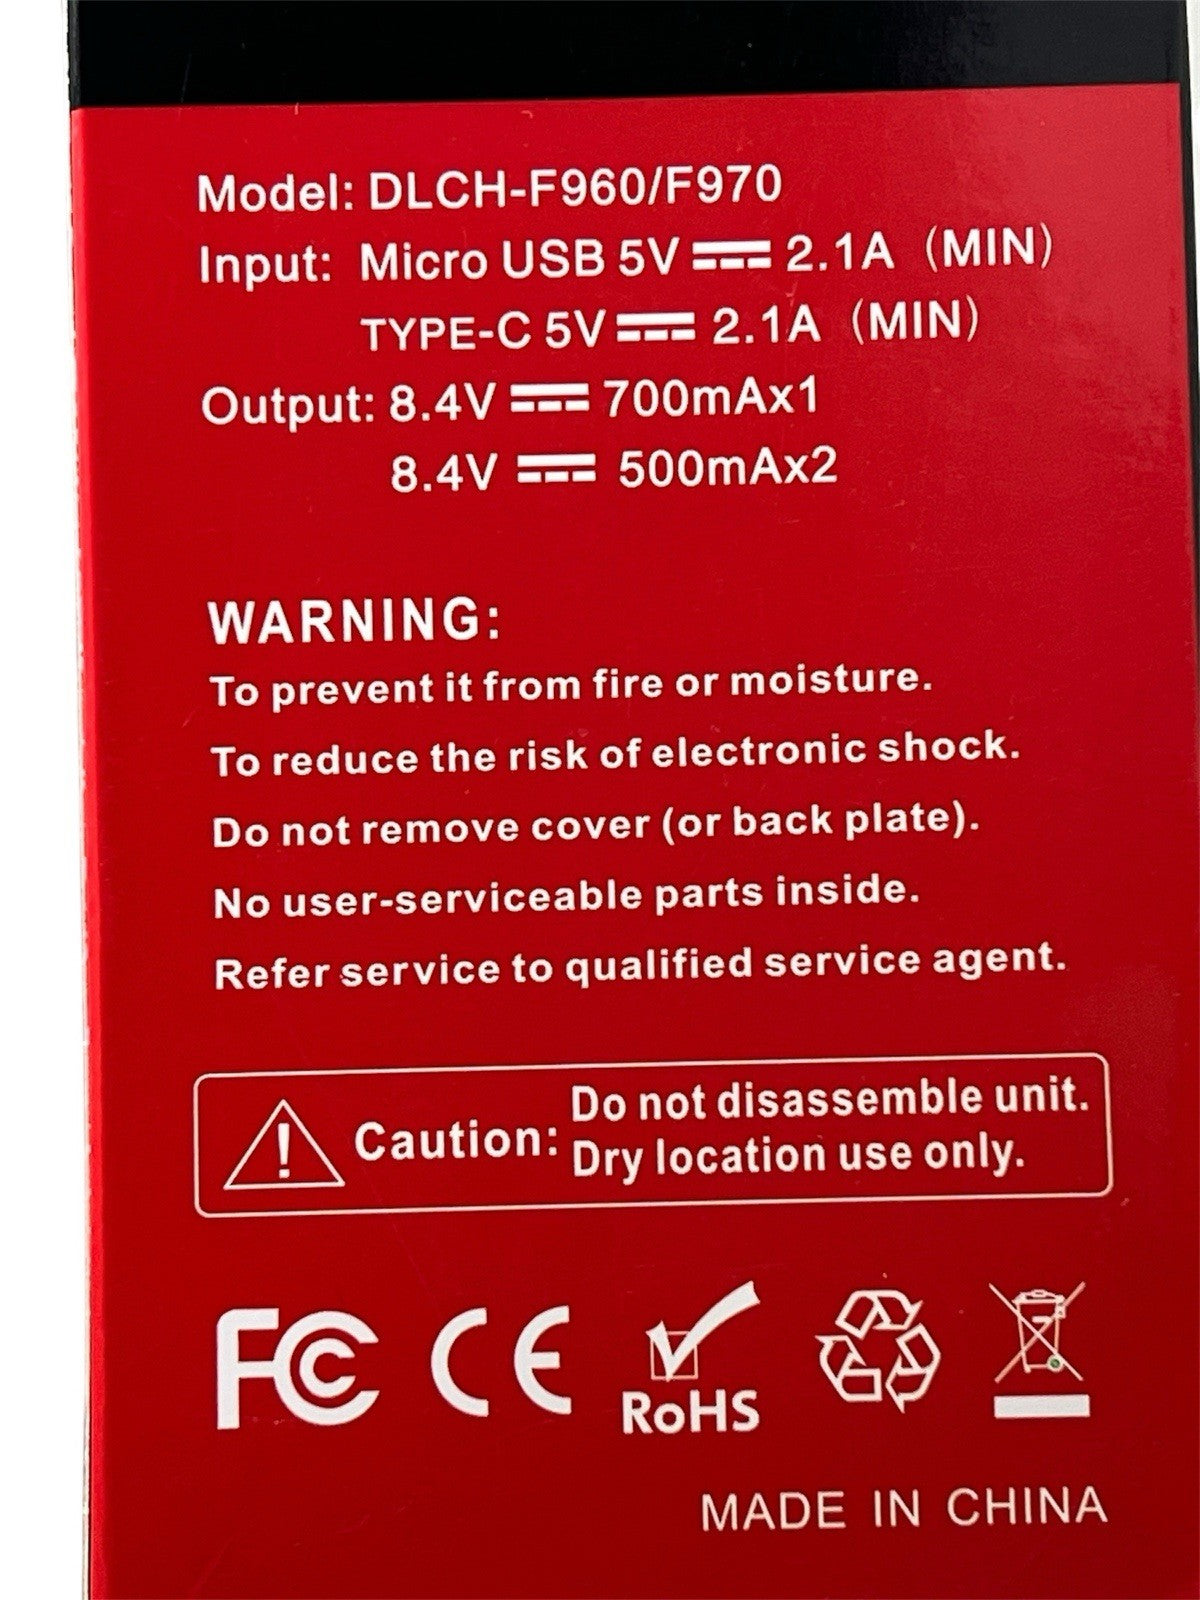 Model: DLCH-F960/F970
Input: Micro USB 5V ⎓ 2.1A (MIN)
TYPE-C 5V ⎓ 2.1A (MIN)
Output: 8.4V ⎓ 700mAx1
8.4V ⎓ 500mAx2
WARNING:
To prevent it from fire or moisture.
To reduce the risk of electronic shock.
Do not remove cover (or back plate).
No user-serviceable parts inside.
Refer service to qualified service agent.
Caution: Do not disassemble unit.
Dry location use only.
FC CE RoHS
MADE IN CHINA